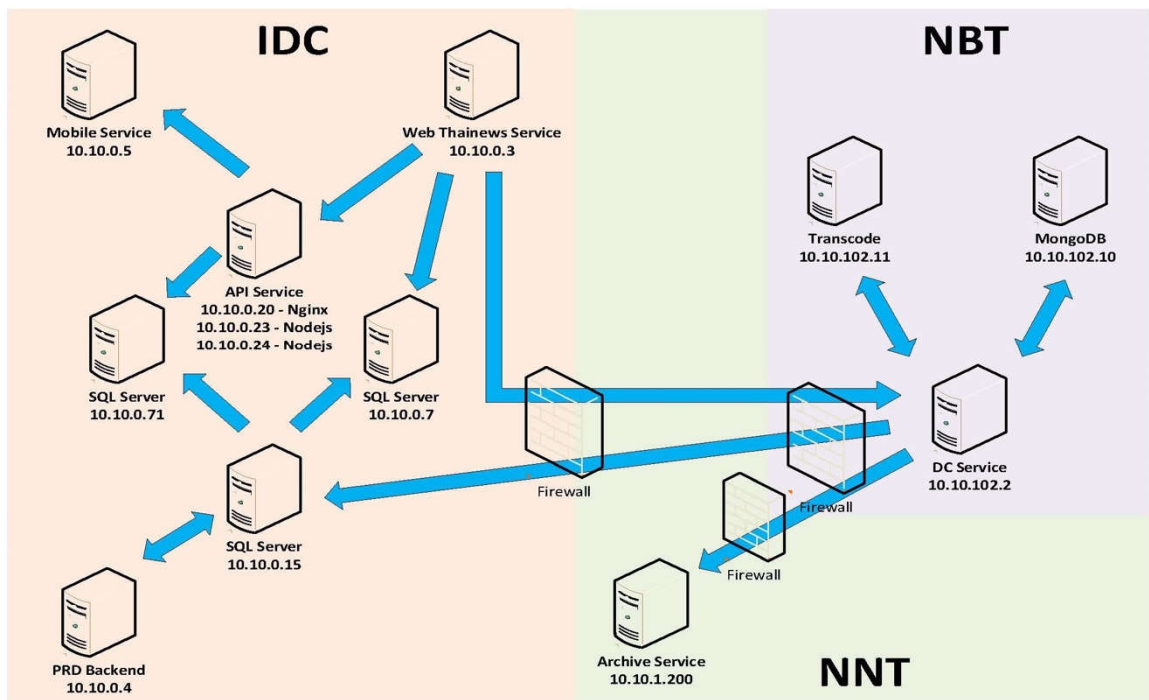 IDC
NBT
Mobile Service
10.10.0.5
Web Thainews Service
10.10.0.3
Transcode
10.10.102.11
MongoDB
10.10.102.10
API Service
10.10.0.20 - Nginx
10.10.0.23 - Nodejs
10.10.0.24 - Nodejs
SQL Server
10.10.0.71
SQL Server
10.10.0.7
DC Service
10.10.102.2
Firewall
Firewall
Firewall
SQL Server
10.10.0.15
PRD Backend
10.10.0.4
Archive Service
10.10.1.200
NNT